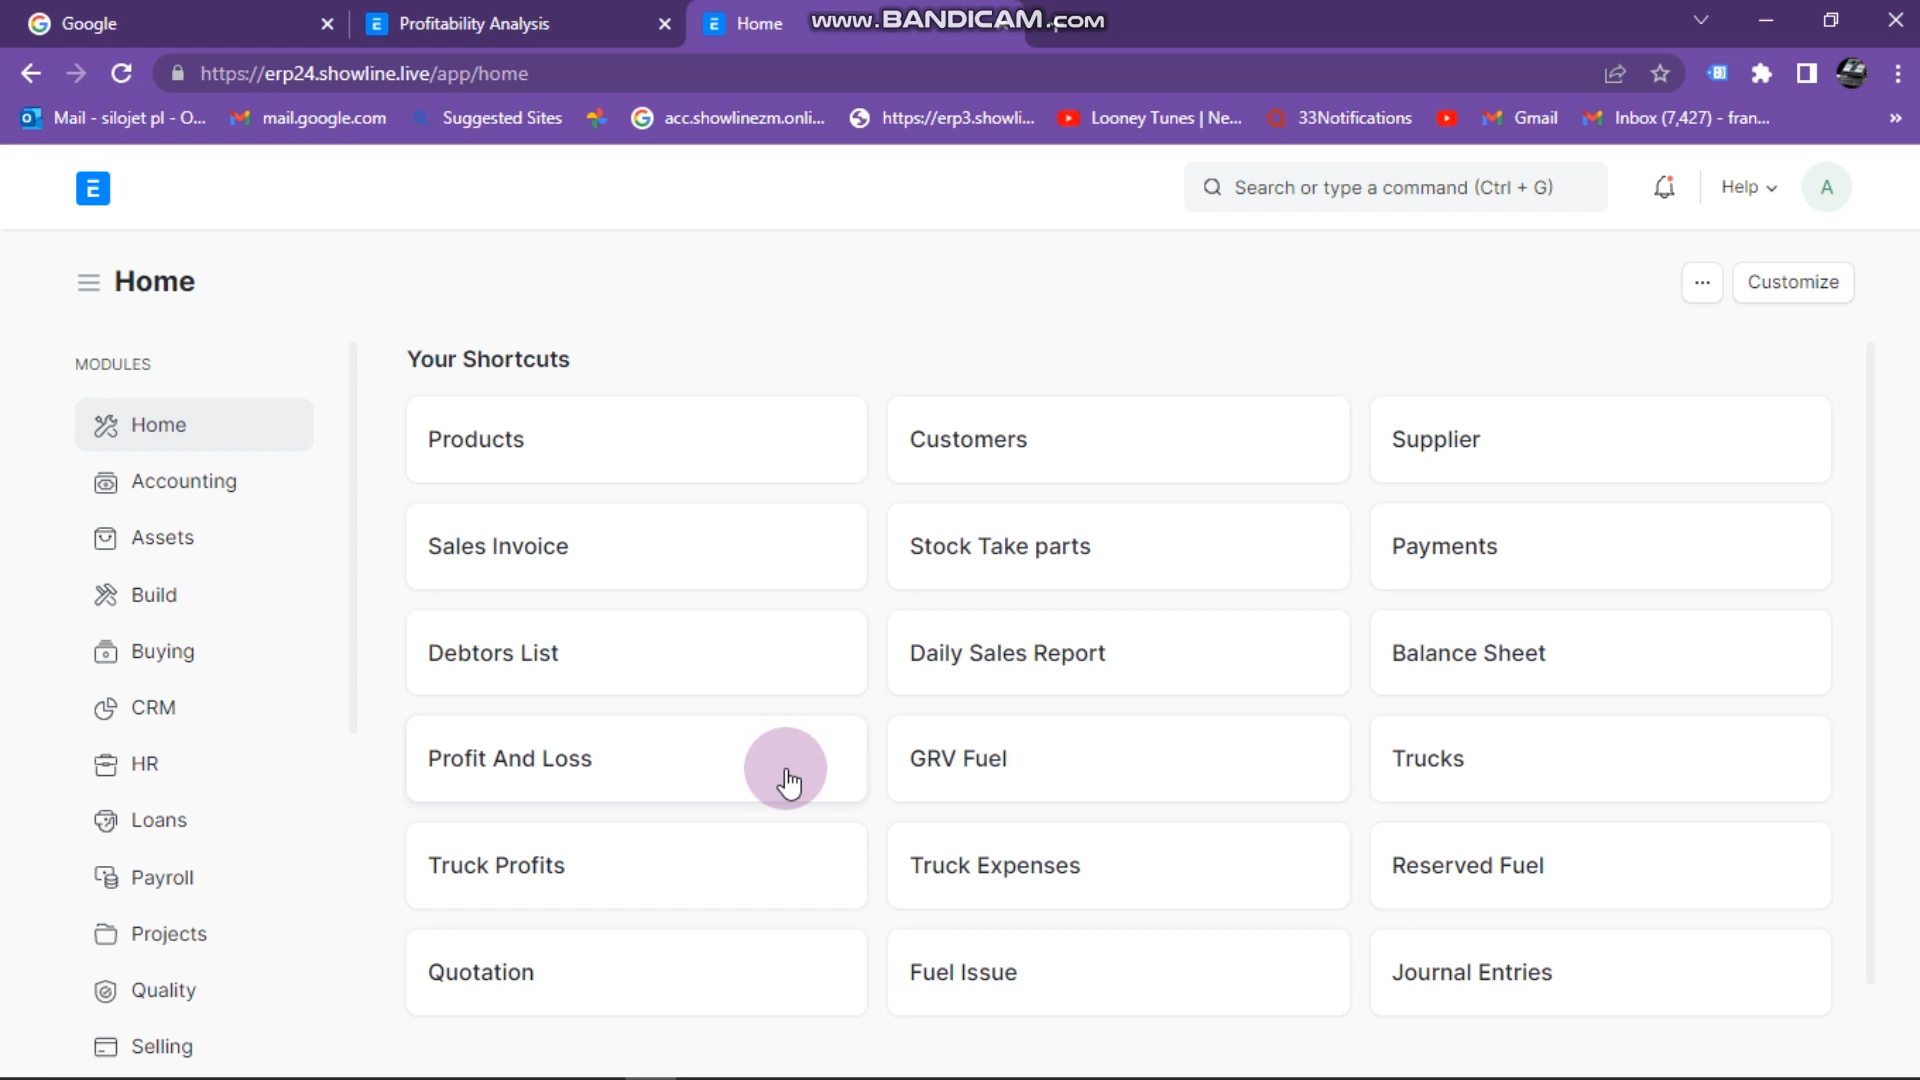 Google
Profitability Analysis
Home
www.BANDICAM.com
https://erp24.showline.live/app/home
Mail - silojet pl - O...
mail.google.com
Suggested Sites
acc.showlinezm.onli...
https://erp3.showli...
Looney Tunes | Ne...
33Notifications
Gmail
Inbox (7,427) - fran...
»
E
Search or type a command (Ctrl + G)
Help
A
Home
...
Customize
MODULES
Home
Accounting
Assets
Build
Buying
CRM
HR
Loans
Payroll
Projects
Quality
Selling
Your Shortcuts
Products
Customers
Supplier
Sales Invoice
Stock Take parts
Payments
Debtors List
Daily Sales Report
Balance Sheet
Profit And Loss
GRV Fuel
Trucks
Truck Profits
Truck Expenses
Reserved Fuel
Quotation
Fuel Issue
Journal Entries